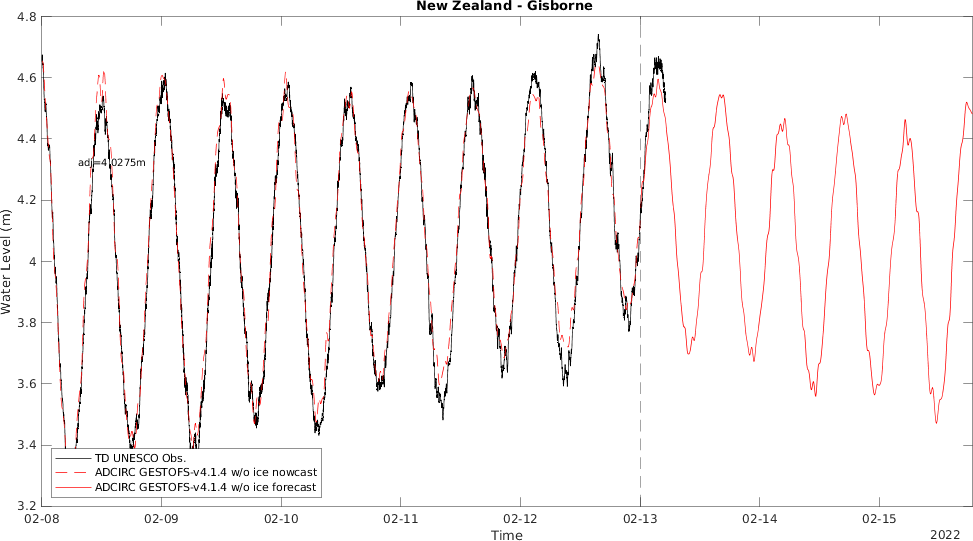 New Zealand - Gisborne
4.8
4.6
4.4
4.2
4
3.8
3.6
3.4
3.2
Water Level (m)
adj=4.0275m
TD UNESCO Obs.
ADCIRC GESTOFS-v4.1.4 w/o ice nowcast
ADCIRC GESTOFS-v4.1.4 w/o ice forecast
02-08 02-09 02-10 02-11 02-12 02-13 02-14 02-15
Time
2022